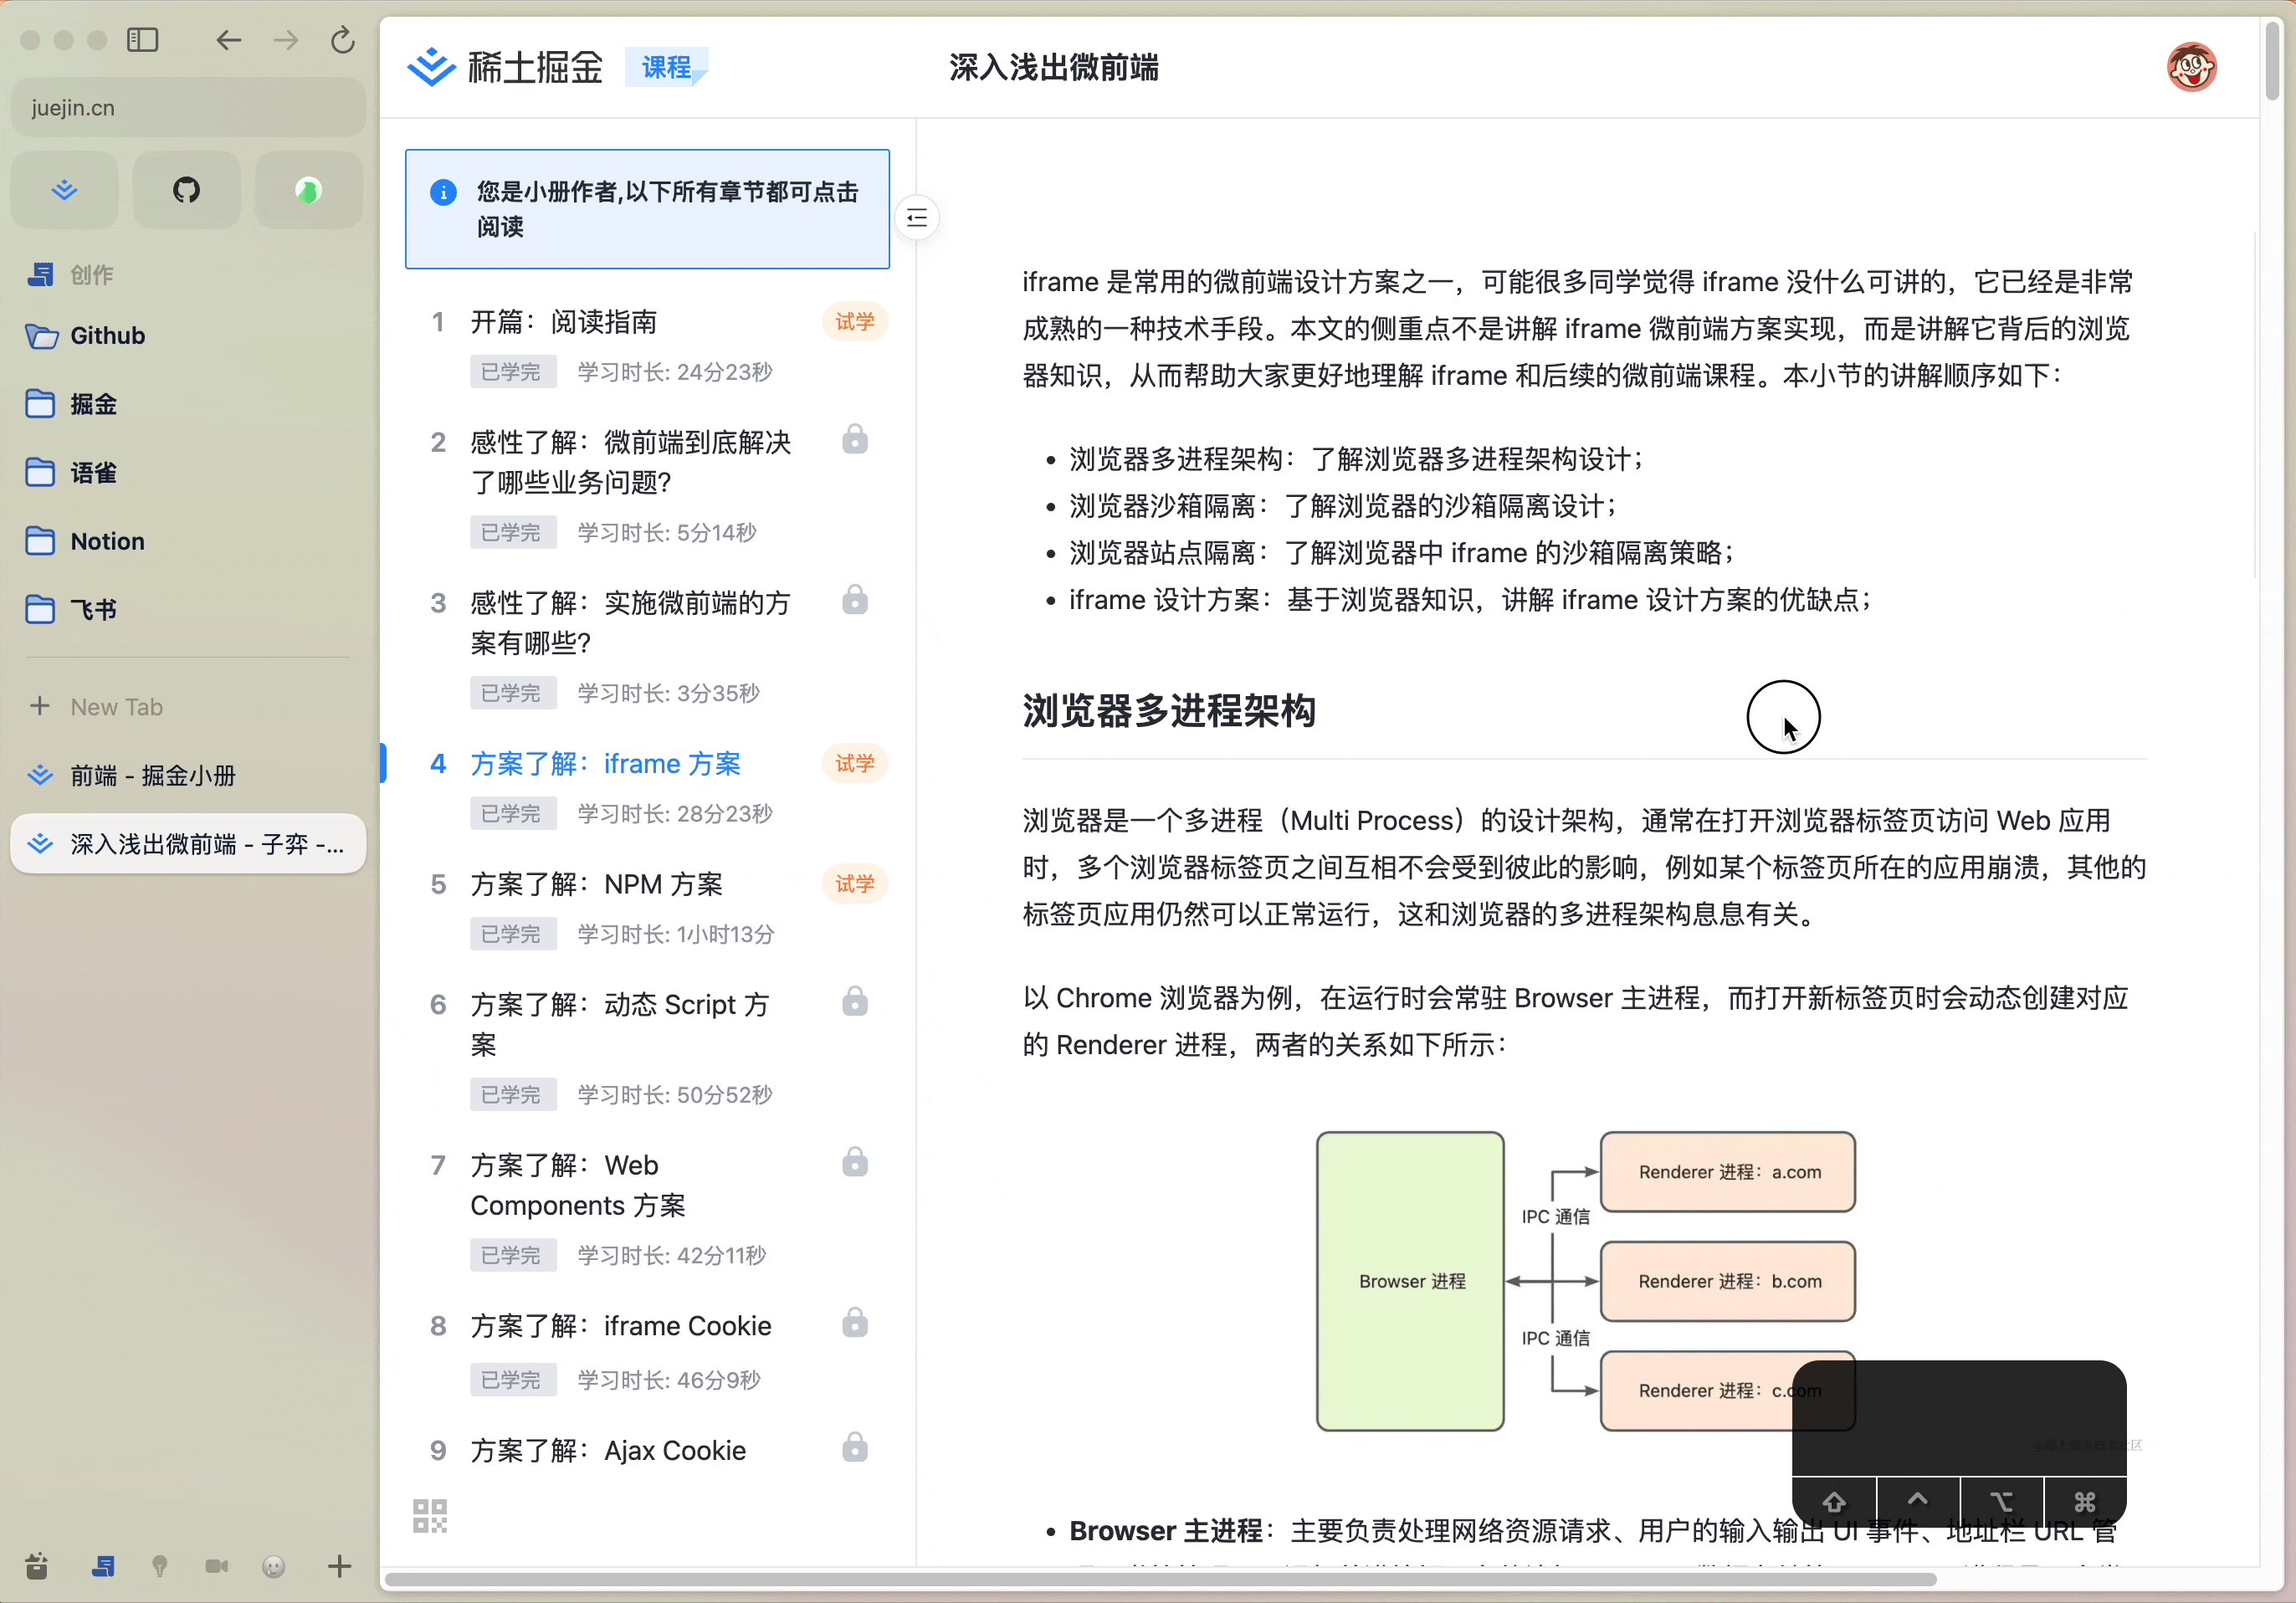 juejin.cn
创作
Github
掘金
语雀
Notion
飞书
New Tab
前端 - 掘金小册
深入浅出微前端 - 子弈 -...
稀土掘金
课程
深入浅出微前端
您是小册作者,以下所有章节都可点击
阅读
1 开�：阅读指南 试学
已学完 学习时长: 24分23秒
2 感性了解：微前端到底解决
了哪些业务问题?
已学完 学习时长: 5分14秒
3 感性了解：实施微前端的方
案有哪些?
已学完 学习时长: 3分35秒
4 方案了解：iframe 方案 试学
已学完 学习时长: 28分23秒
5 方案了解：NPM 方案 试学
已学完 学习时长: 1小时13分
6 方案了解：动态 Script 方
案
已学完 学习时长: 50分52秒
7 方案了解：Web
Components 方案
已学完 学习时长: 42分11秒
8 方案了解：iframe Cookie
已学完 学习时长: 46分9秒
9 方案了解：Ajax Cookie
iframe 是常用的微前端设计方案之一，可能很多同学觉得 iframe 没什么可讲的，它已经是非常
成熟的一种技术手段。本文的侧重点不是讲解 iframe 微前端方案实现，而是讲解它背后的浏览
器知识，从而帮助大家更好地理解 iframe 和后续的微前端课程。本小节的讲解顺序如下：
• 浏览器多进程架构：了解浏览器多进程架构设计；
• 浏览器沙箱隔离：了解浏览器的沙箱隔离设计；
• 浏览器站点隔离：了解浏览器中 iframe 的沙箱隔离策略；
• iframe 设计方案：基于浏览器知识，讲解 iframe 设计方案的优缺点；
浏览器多进程架构
浏览器是一个多进程（Multi Process）的设计架构，通常在打开浏览器标签页访问 Web 应用
时，多个浏览器标签页之间互相不会受到彼此的影响，例如某个标签页所在的应用崩溃，其他的
标签页应用仍然可以正常运行，这和浏览器的多进程架构息息有关。
以 Chrome 浏览器为例，在运行时会常驻 Browser 主进程，而打开新标签页时会动态创建对应
的 Renderer 进程，两者的关系如下所示：
Renderer 进程：a.com
IPC 通信
Browser 进程
Renderer 进程：b.com
IPC 通信
Renderer 进程：c.com
• Browser 主进程：主要负责处理网络资源请求、用户的输入输出 UI 事件、地址栏 URL 管